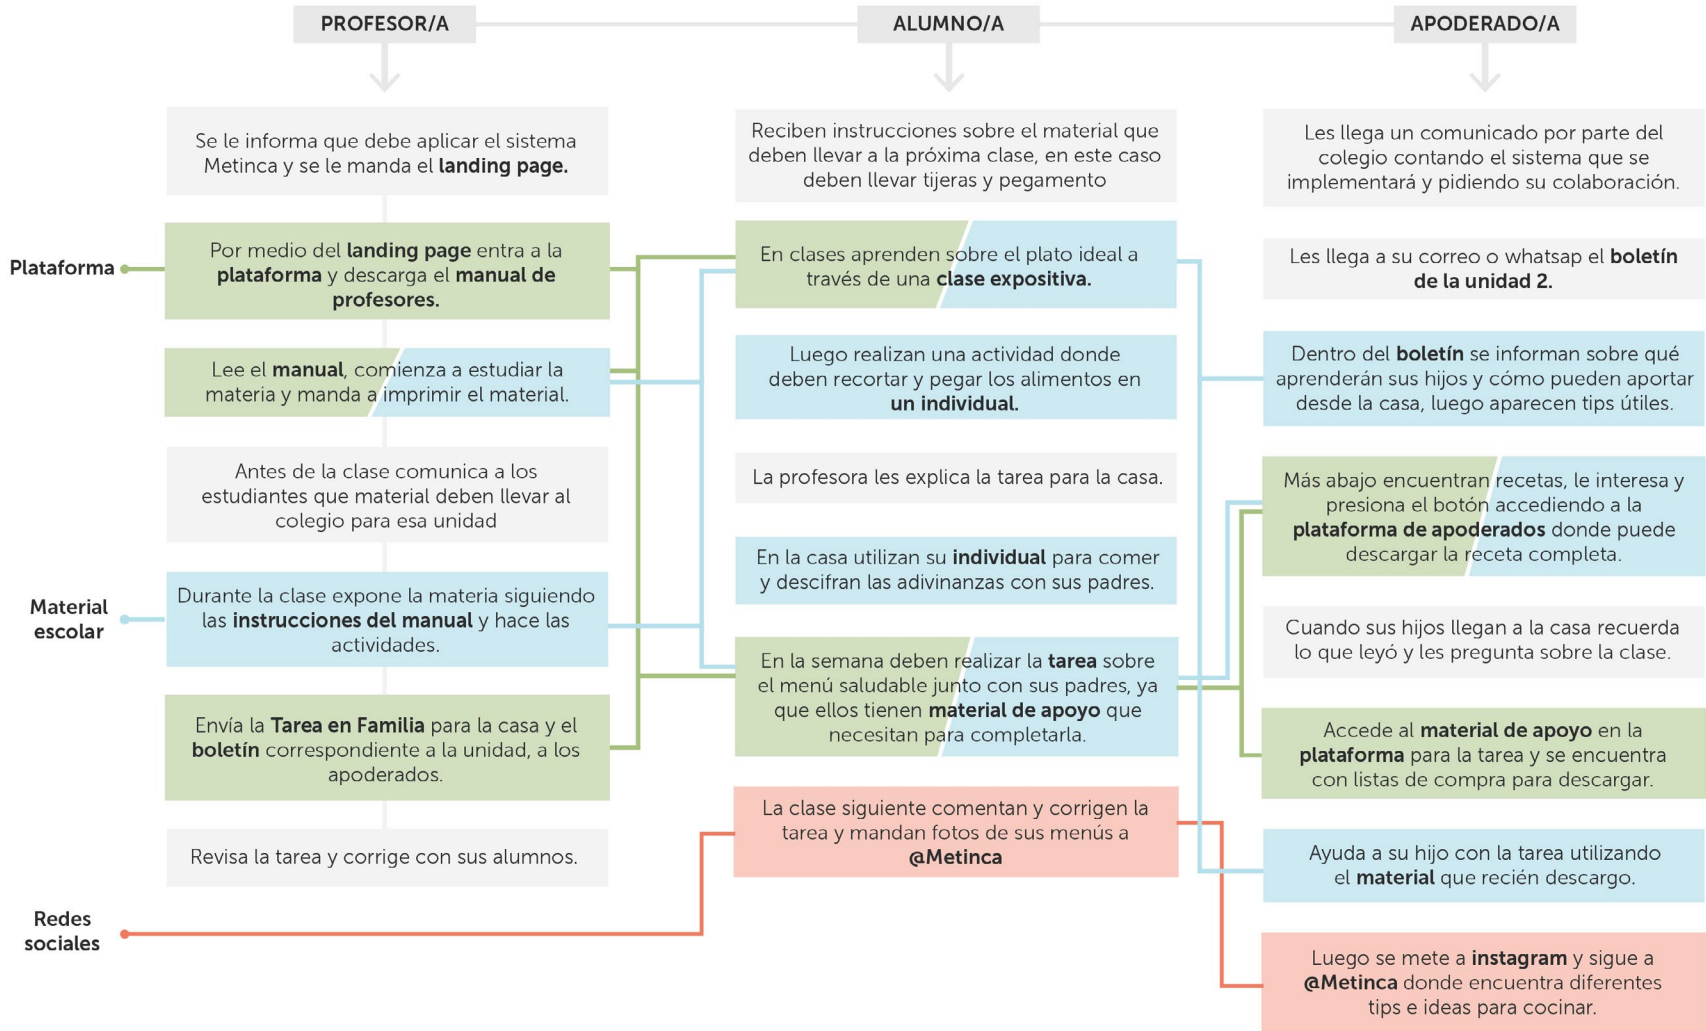 PROFESOR/A
ALUMNO/A
APODERADO/A
Se le informa que debe aplicar el sistema
Metinca y se le manda el landing page.
Plataforma
Por medio del landing page entra a la
plataforma y descarga el manual de
profesores.
Lee el manual, comienza a estudiar la
materia y manda a imprimir el material.
Antes de la clase comunica a los
estudiantes que material deben llevar al
colegio para esa unidad
Material
escolar
Durante la clase expone la materia siguiendo
las instrucciones del manual y hace las
actividades.
Envía la Tarea en Familia para la casa y el
boletín correspondiente a la unidad, a los
apoderados.
Revisa la tarea y corrige con sus alumnos.
Redes
sociales
Reciben instrucciones sobre el material que
deben llevar a la próxima clase, en este caso
deben llevar tijeras y pegamento
En clases aprenden sobre el plato ideal a
través de una clase expositiva.
Luego realizan una actividad donde
deben recortar y pegar los alimentos en
un individual.
La profesora les explica la tarea para la casa.
En la casa utilizan su individual para comer
y descifran las adivinanzas con sus padres.
En la semana deben realizar la tarea sobre
el menú saludable junto con sus padres, ya
que ellos tienen material de apoyo que
necesitan para completarla.
La clase siguiente comentan y corrigen la
tarea y mandan fotos de sus menús a
@Metinca
Les llega un comunicado por parte del
colegio contando el sistema que se
implementará y pidiendo su colaboración.
Les llega a su correo o whatsap el boletín
de la unidad 2.
Dentro del boletín se informan sobre qué
aprenderán sus hijos y cómo pueden aportar
desde la casa, luego aparecen tips útiles.
Más abajo encuentran recetas, le interesa y
presiona el botón accediendo a la
plataforma de apoderados donde puede
descargar la receta completa.
Cuando sus hijos llegan a la casa recuerda
lo que leyó y les pregunta sobre la clase.
Accede al material de apoyo en la
plataforma para la tarea y se encuentra
con listas de compra para descargar.
Ayuda a su hijo con la tarea utilizando
el material que recién descargo.
Luego se mete a instagram y sigue a
@Metinca donde encuentra diferentes
tips e ideas para cocinar.